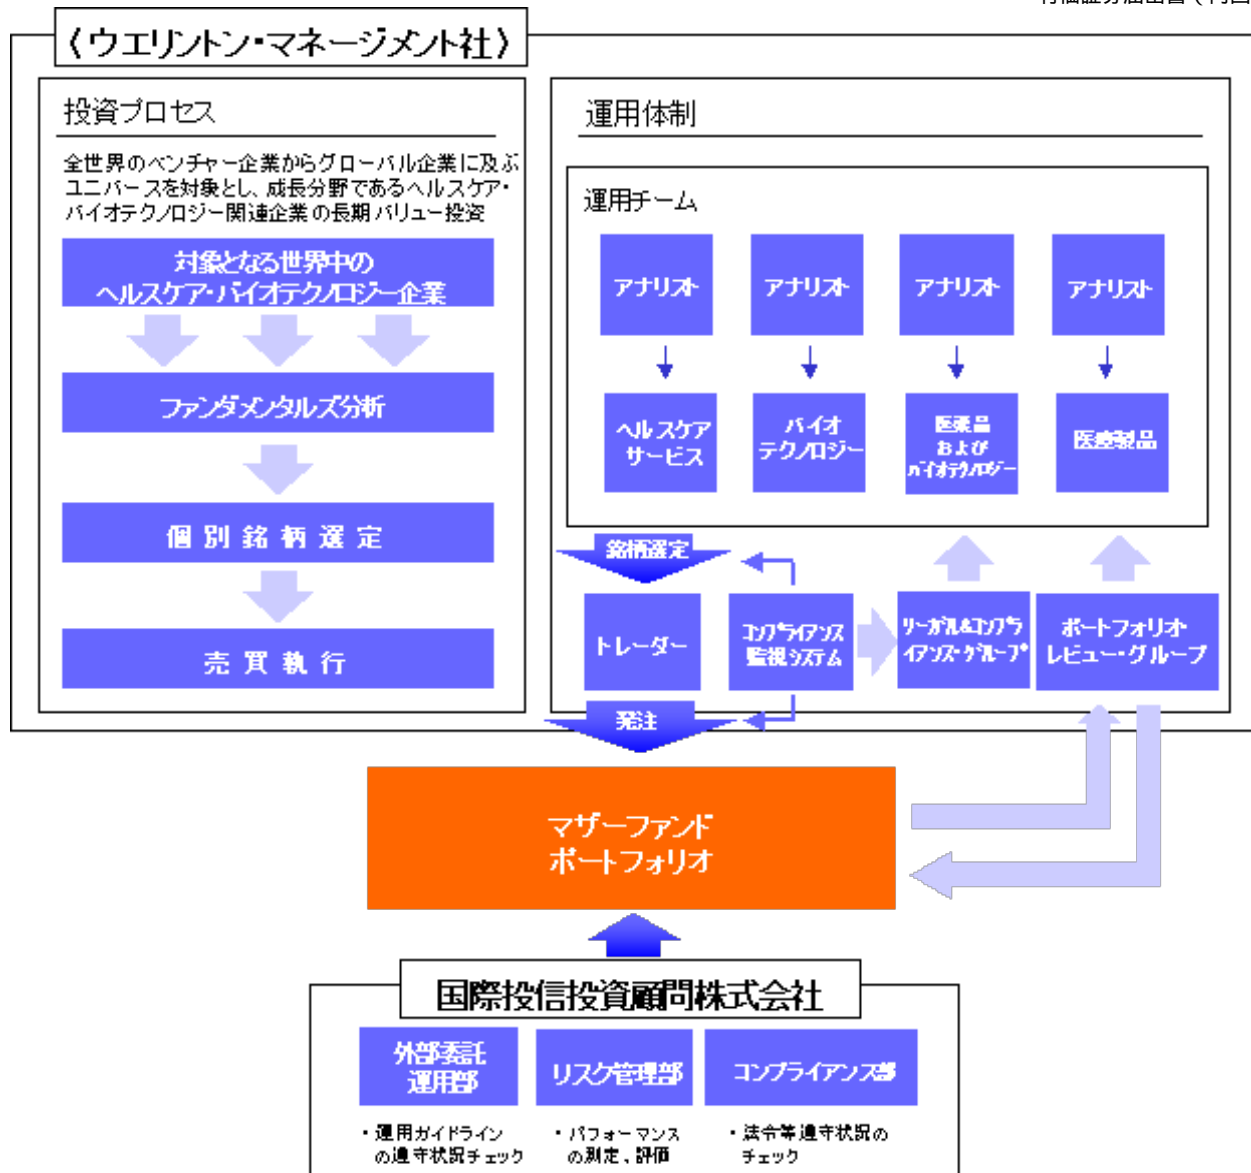 〈ウエリントン・マネージメント社〉
投資プロセス
全世界のベンチャー企業からグローバル企業に及ぶ
ユニバースを対象とし、成長分野であるヘルスケア・
バイオテクノロジー関連企業の長期バリュー投資
対象となる世界中の
ヘルスケア・バイオテクノロジー企業
ファンダメンタルズ分析
個別銘柄選定
売買執行
運用体制
運用チーム
アナリスト
アナリスト
アナリスト
アナリスト
ヘルスケア
サービス
バイオ
テクノロジー
医薬品
および
バイオテクノロジー
医療製品
銘柄選定
トレーダー
コンプライアンス
監視システム
リーガル&コンプラ
イアンス・グループ
ポートフォリオ・
レビュー・グループ
発注
マザーファンド
ポートフォリオ
国際投信投資顧問株式会社
外部委託
運用部
リスク管理部
コンプライアンス部
・運用ガイドライン
の遵守状況チェック
・パフォーマンス
の測定、評価
・法令等遵守状況の
チェック